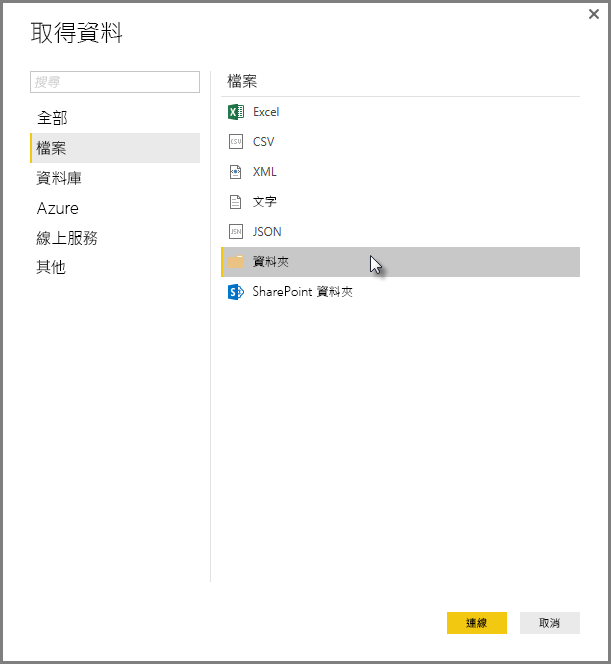 取得資料
搜尋
全部
檔案
資料庫
Azure
線上服務
其他
檔案
Excel
CSV
CSV
XML
文字
JSN
JSON
資料夾
S
SharePoint 資料夾
連線
取消